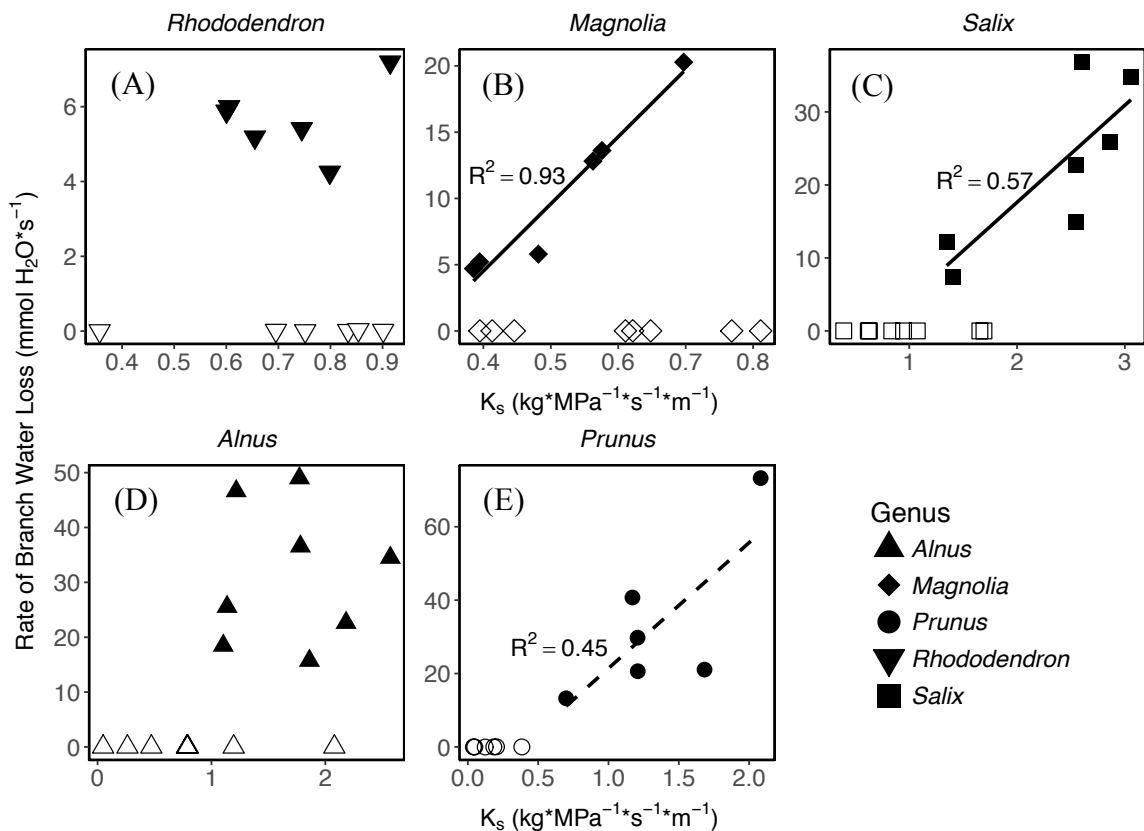 Rhododendron
Magnolia
Salix
(A)
(B)
(C)
6
4
2
0
20
15
10
5
0
30
20
10
0
R² = 0.93
R² = 0.57
0.4 0.5 0.6 0.7 0.8 0.9
0.4 0.5 0.6 0.7 0.8
1 2 3
Kₛ (kg*MPa⁻¹*s⁻¹*m⁻¹)
Rate of Branch Water Loss (mmol H₂O*s⁻¹)
Alnus
Prunus
(D)
(E)
50
40
30
20
10
0
60
40
20
0
R² = 0.45
0 1 2
0.0 0.5 1.0 1.5 2.0
Kₛ (kg*MPa⁻¹*s⁻¹*m⁻¹)
Genus
Alnus
Magnolia
Prunus
Rhododendron
Salix